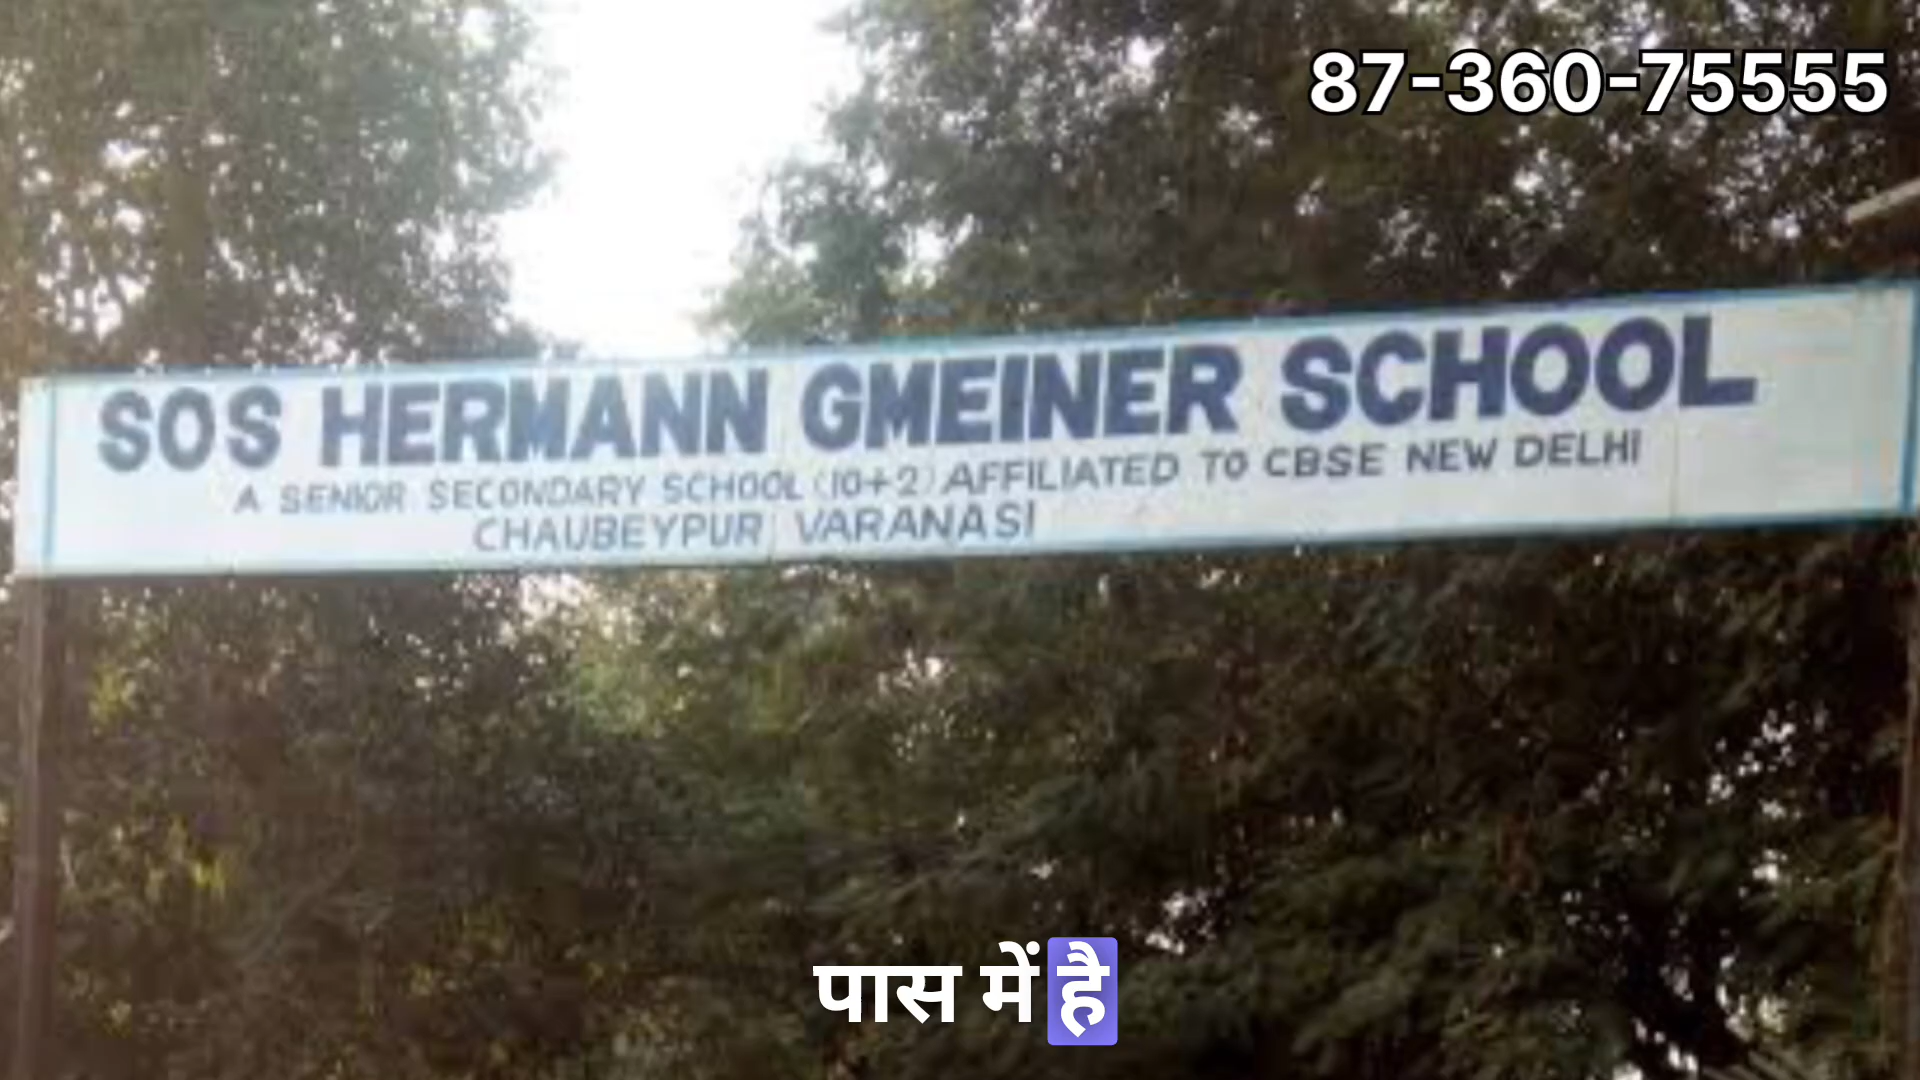 87-360-75555
SOS HERMANN GMEINER SCHOOL
A SENIOR SECONDARY SCHOOL (10+2) AFFILIATED TO CBSE NEW DELHI
CHAUBEYPUR VARANASI
पास में है